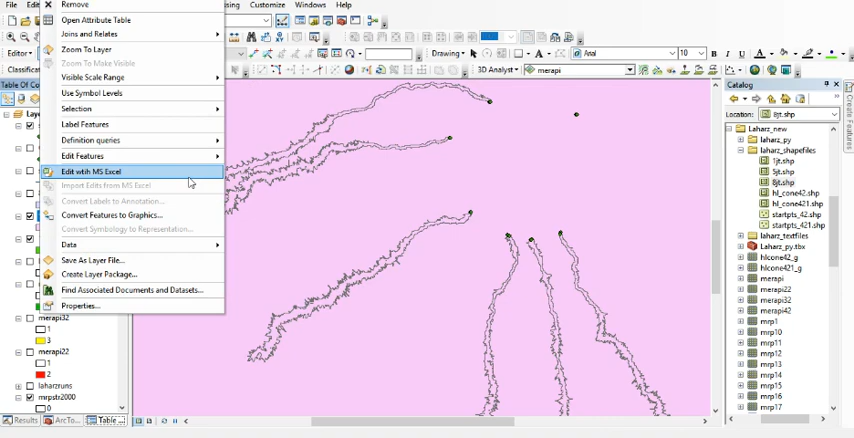 File
Ed
Remove
sing
Customize
Windows
Help
Open Attribute Table
Joins and Relates
Zoom To Layer
Zoom To Make Visible
Visible Scale Range
Use Symbol Levels
Selection
Label Features
Definition queries
Edit Features
Edit wtih MS Excel
Import Edits from MS Excel
Convert Labels to Annotation...
Convert Features to Graphics...
Convert Symbology to Representation...
Data
Save As Layer File...
Create Layer Package...
Find Associated Documents and Datasets...
Properties...
Editor
Drawing
A
Arial
10
B I U A
Classificat
3D Analyst
merapi
Table Of Co
Laye
merapi32
1
3
merapi22
1
2
laharzruns
mrpstr2000
0
Results
ArcTo...
Table ...
Catalog
Location:
8jt.shp
Laharz_new
laharz_py
laharz_shapefiles
1jt.shp
5jt.shp
8jt.shp
hl_cone42.shp
hl_cone421.shp
startpts_42.shp
startpts_421.shp
laharz_textfiles
Laharz_py.tbx
hlcone42_g
hlcone421_g
merapi
merapi22
merapi32
merapi42
mrp1
mrp10
mrp11
mrp12
mrp13
mrp14
mrp15
mrp16
mrp17
Create Features